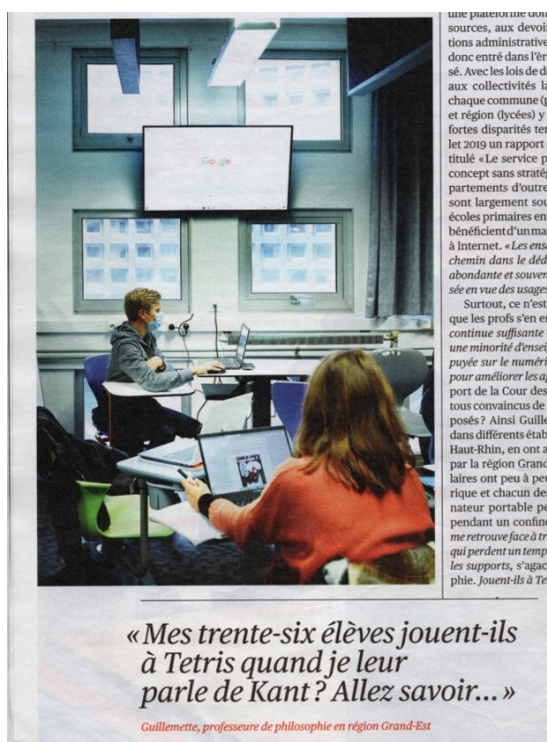 Google
une plateforme don
sources, aux devoi
tions administrative
donc entré dans l'èr
sé. Avec les lois de d
aux collectivités la
chaque commune (p
et région (lycées) y
fortes disparités ter
let 2019 un rapport
titulé «Le service p
concept sans straté
partements d'outre
sont largement sou
écoles primaires en
bénéficient d'un ma
à Internet. «Les ense
chemin dans le déd
abondante et souven
sée en vue des usages
Surtout, ce n'est
que les profs s'en e
continue suffisante
une minorité d'ensei
puyée sur le numéri
pour améliorer les a
port de la Cour des
tous convaincus de
posés? Ainsi Guille
dans différents étab
Haut-Rhin, en ont a
par la région Grand
laires ont peu à peu
rique et chacun des
nateur portable pe
pendant un confine
me retrouve face à tr
qui perdent un temp
les supports, s'agac
phie. Jouent-ils à Te
«Mes trente-six élèves jouent-ils
à Tetris quand je leur
parle de Kant? Allez savoir...»
Guillemette, professeure de philosophie en région Grand-Est